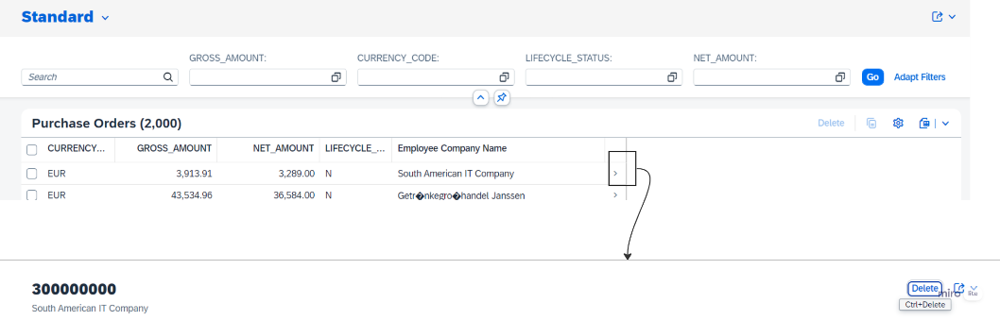 Standard
GROSS_AMOUNT: CURRENCY_CODE: LIFECYCLE_STATUS: NET_AMOUNT:
Search Go Adapt Filters
Purchase Orders (2,000) Delete
CURRENCY... GROSS_AMOUNT NET_AMOUNT LIFECYCLE_... Employee Company Name
EUR 3,913.91 3,289.00 N South American IT Company
EUR 43,534.96 36,584.00 N Getr�nkegro�handel Janssen
300000000 Delete
miro lite
South American IT Company Ctrl+Delete